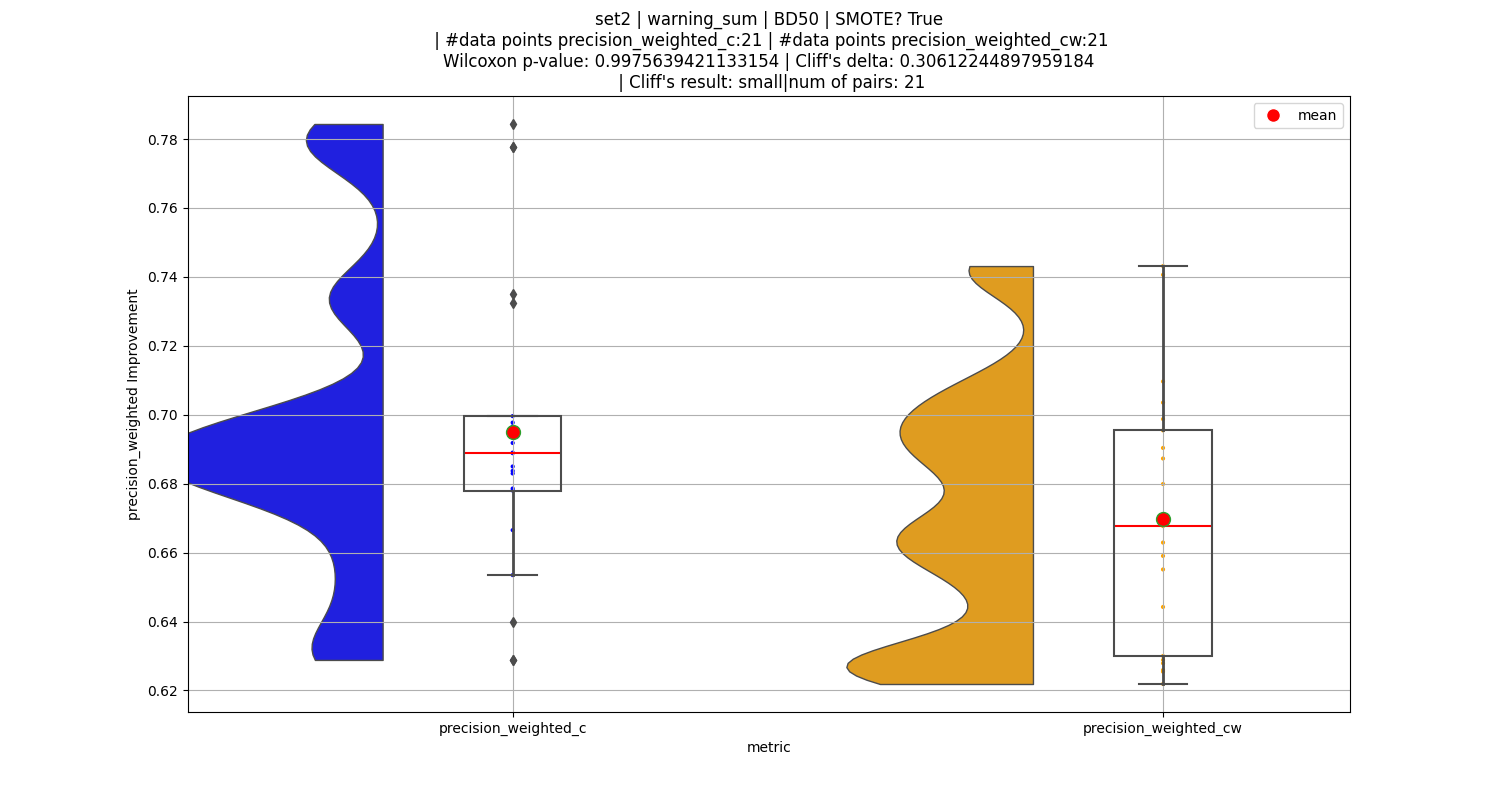 set2 | warning_sum | BD50 | SMOTE? True
| #data points precision_weighted_c:21 | #data points precision_weighted_cw:21
Wilcoxon p-value: 0.9975639421133154 | Cliff's delta: 0.30612244897959184
| Cliff's result: small|num of pairs: 21
mean
0.78
0.76
0.74
0.72
0.70
0.68
0.66
0.64
0.62
precision_weighted Improvement
precision_weighted_c
precision_weighted_cw
metric